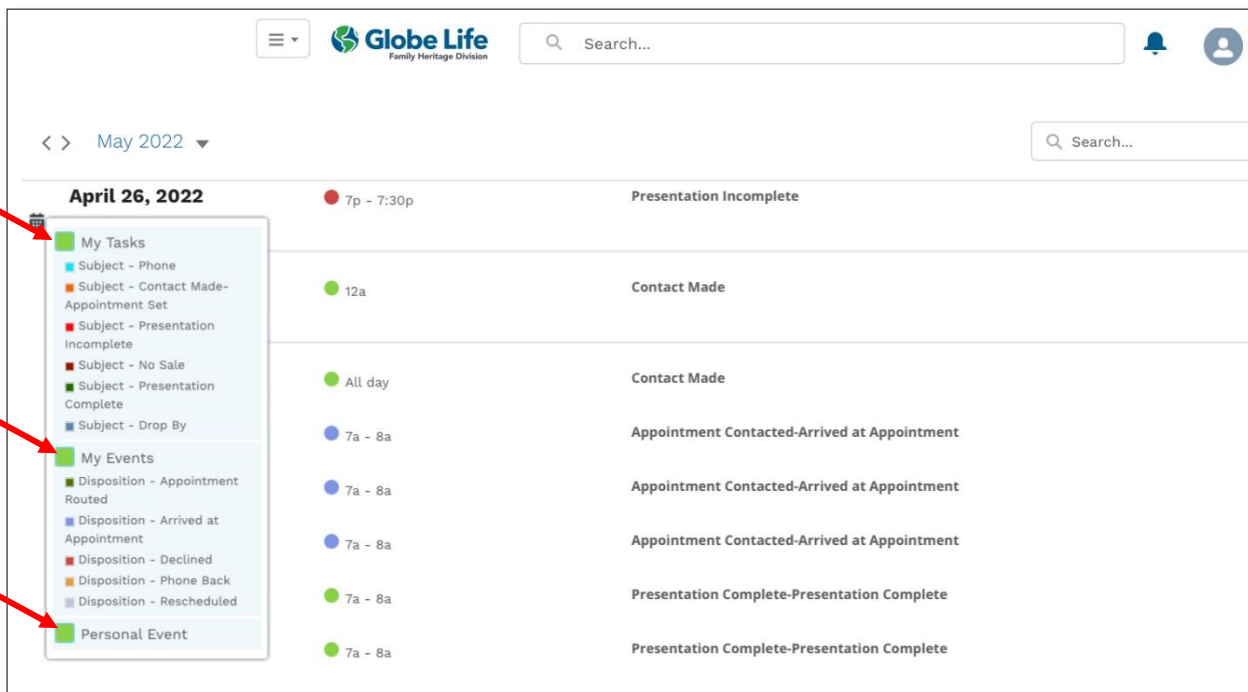 Globe Life
Family Heritage Division
Search...
May 2022
Search...
April 26, 2022
7p - 7:30p
Presentation Incomplete
My Tasks
Subject - Phone
Subject - Contact Made-
Appointment Set
Subject - Presentation
Incomplete
Subject - No Sale
Subject - Presentation
Complete
Subject - Drop By
My Events
Disposition - Appointment
Routed
Disposition - Arrived at
Appointment
Disposition - Declined
Disposition - Phone Back
Disposition - Rescheduled
Personal Event
12a
Contact Made
All day
Contact Made
7a - 8a
Appointment Contacted-Arrived at Appointment
7a - 8a
Appointment Contacted-Arrived at Appointment
7a - 8a
Appointment Contacted-Arrived at Appointment
7a - 8a
Presentation Complete-Presentation Complete
7a - 8a
Presentation Complete-Presentation Complete